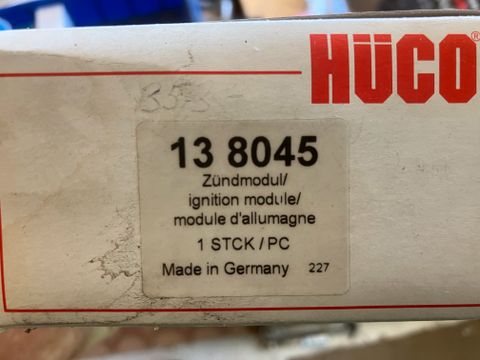 HÜCO®
13 8045
Zündmodul/
ignition module/
module d'allumagne
1 STCK / PC
Made in Germany 227